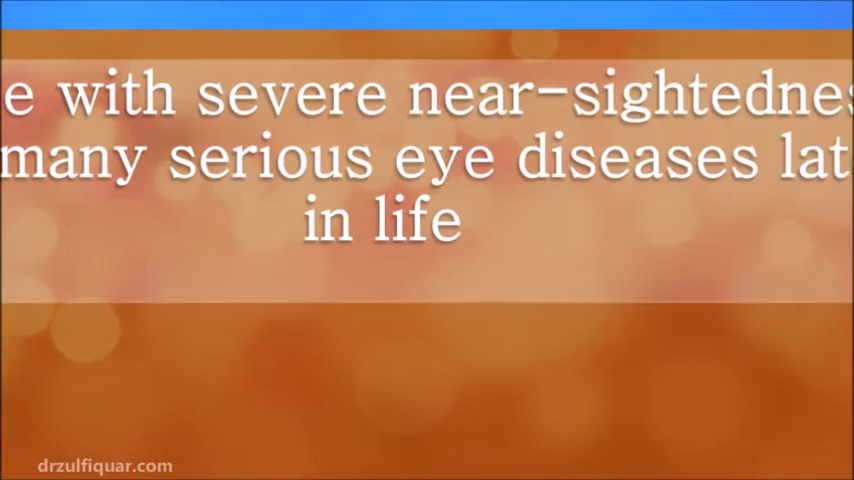 e with severe near-sightednes
many serious eye diseases lat
in life
drzulfiquar.com